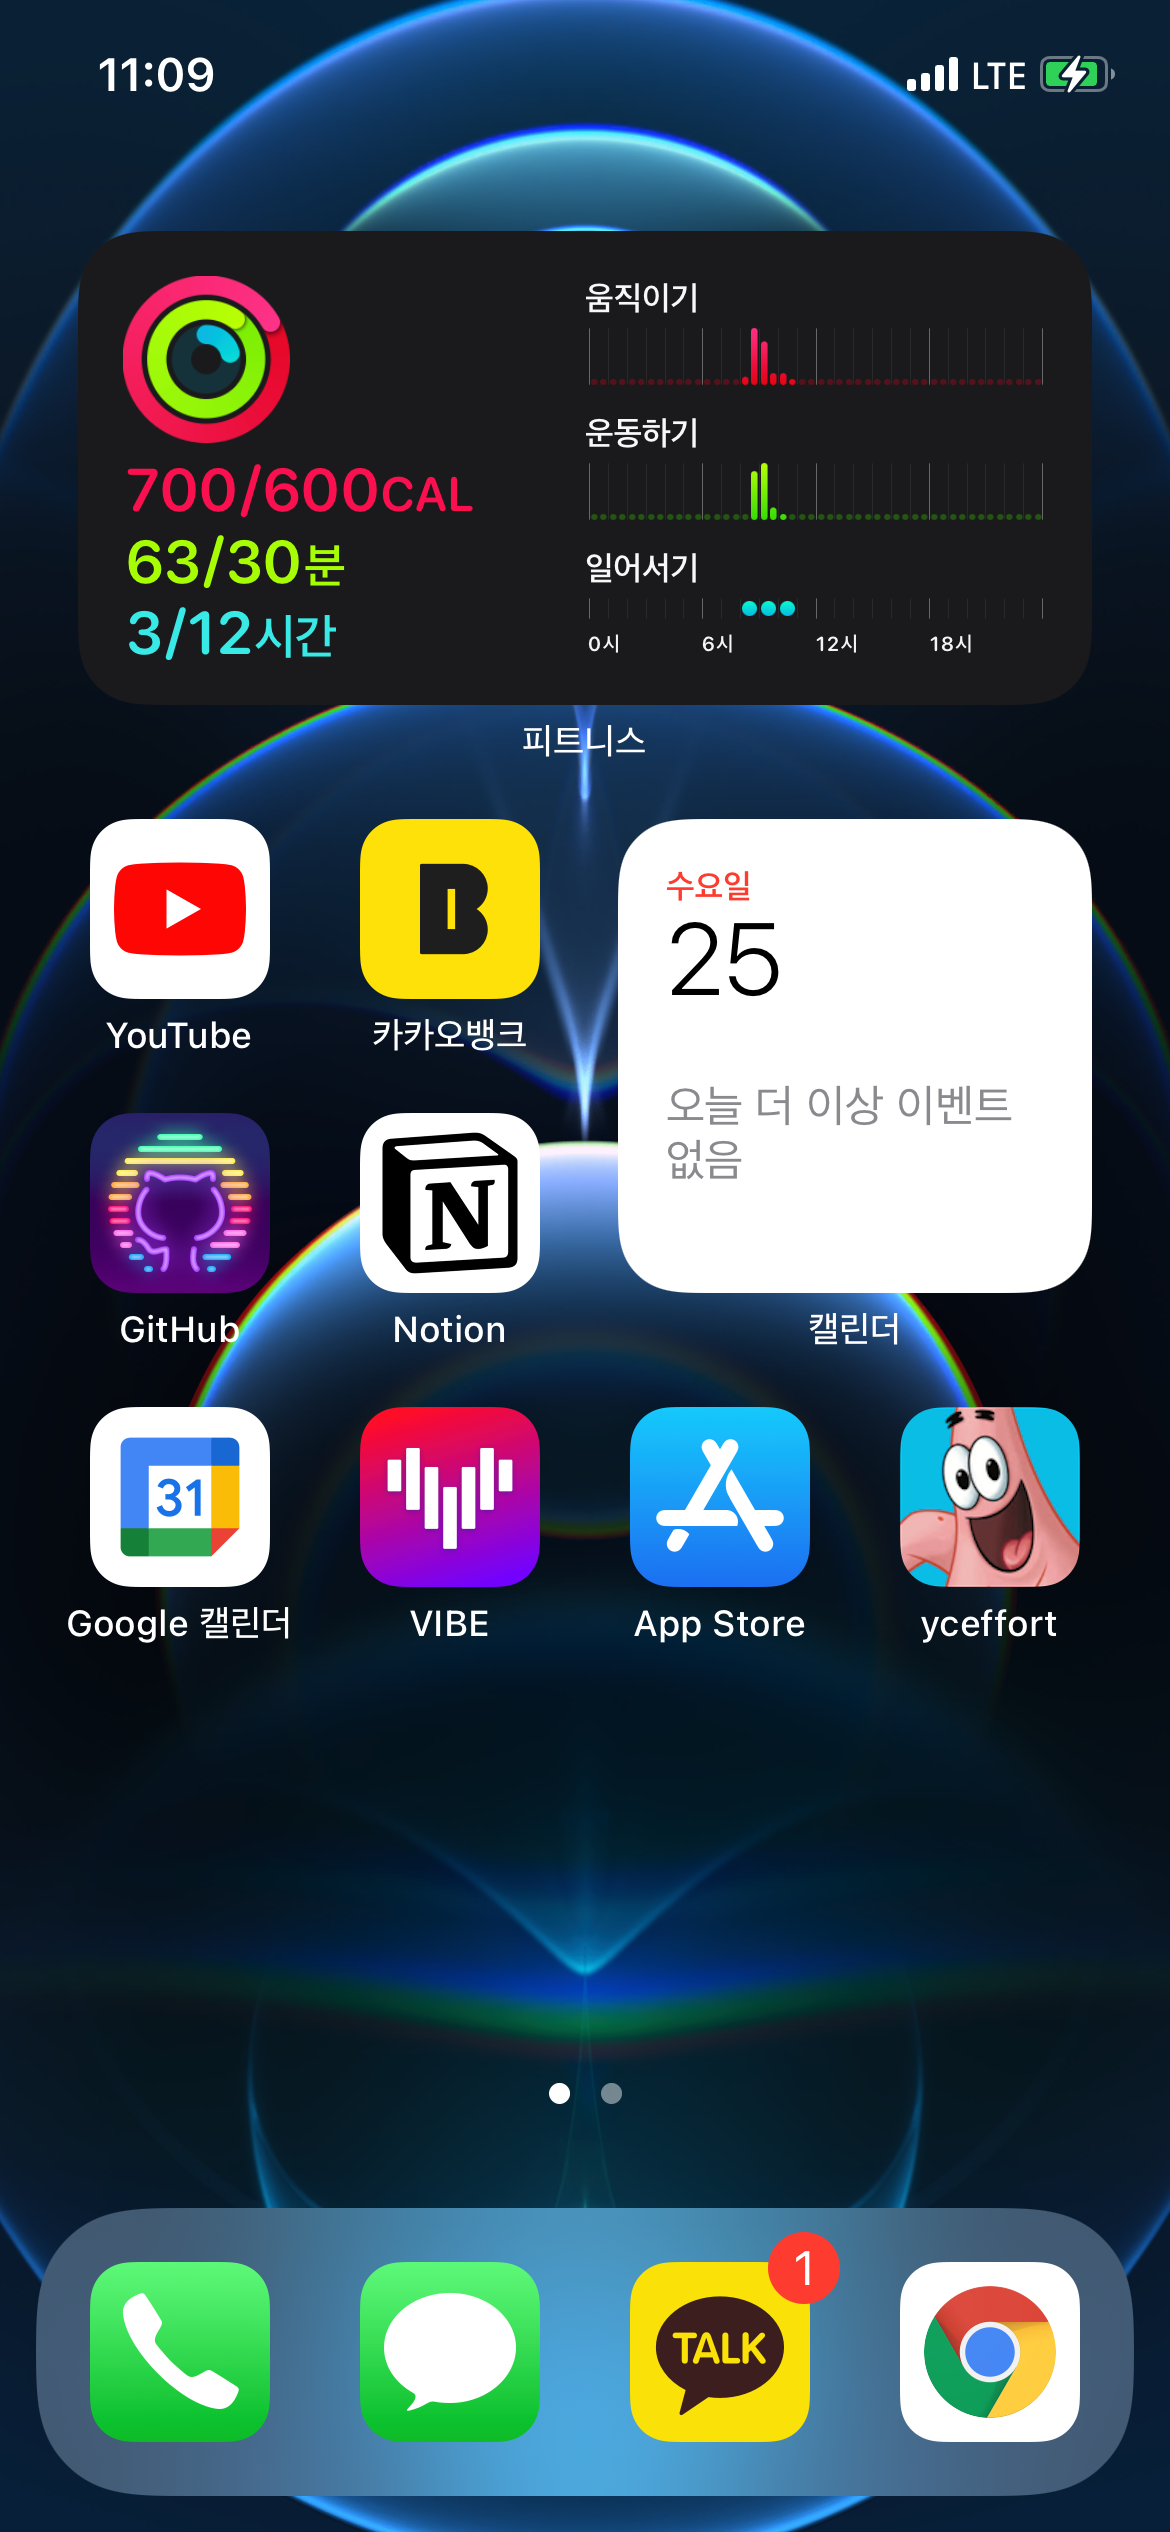 11:09
LTE
700/600CAL
63/30분
3/12시간
움직이기
운동하기
일어서기
0시 6시 12시 18시
피트니스
수요일
25
오늘 더 이상 이벤트
없음
YouTube
카카오뱅크
N
GitHub
Notion
캘린더
31
Google 캘린더
VIBE
App Store
yceffort
1
TALK